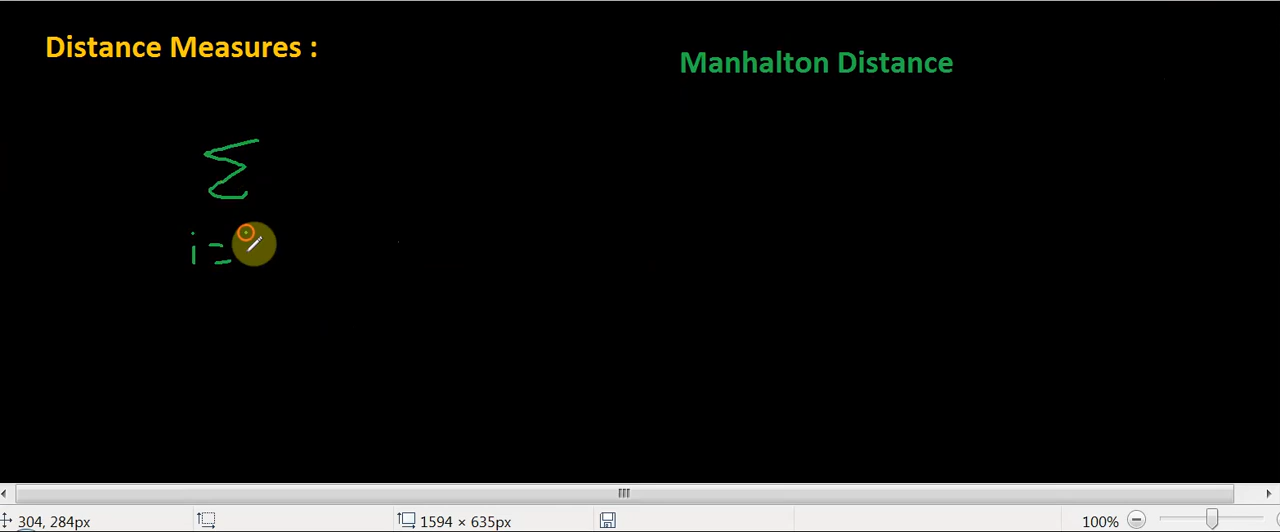 Distance Measures :
Manhalton Distance
Σ
i =
304, 284px
1594 × 635px
100%